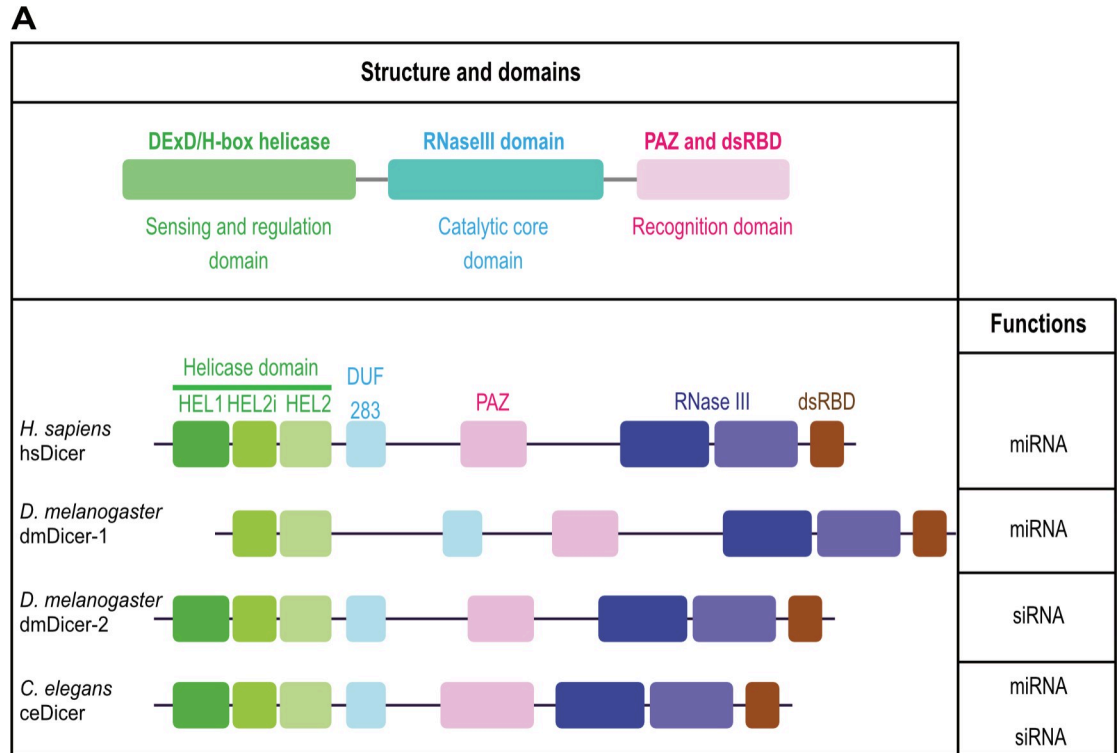 A
Structure and domains
DExD/H-box helicase
RNaseIII domain
PAZ and dsRBD
Sensing and regulation
domain
Catalytic core
domain
Recognition domain
Functions
Helicase domain
HEL1 HEL2i HEL2
DUF
283
PAZ
RNase III
dsRBD
H. sapiens
hsDicer
miRNA
D. melanogaster
dmDicer-1
miRNA
D. melanogaster
dmDicer-2
siRNA
C. elegans
ceDicer
miRNA
siRNA